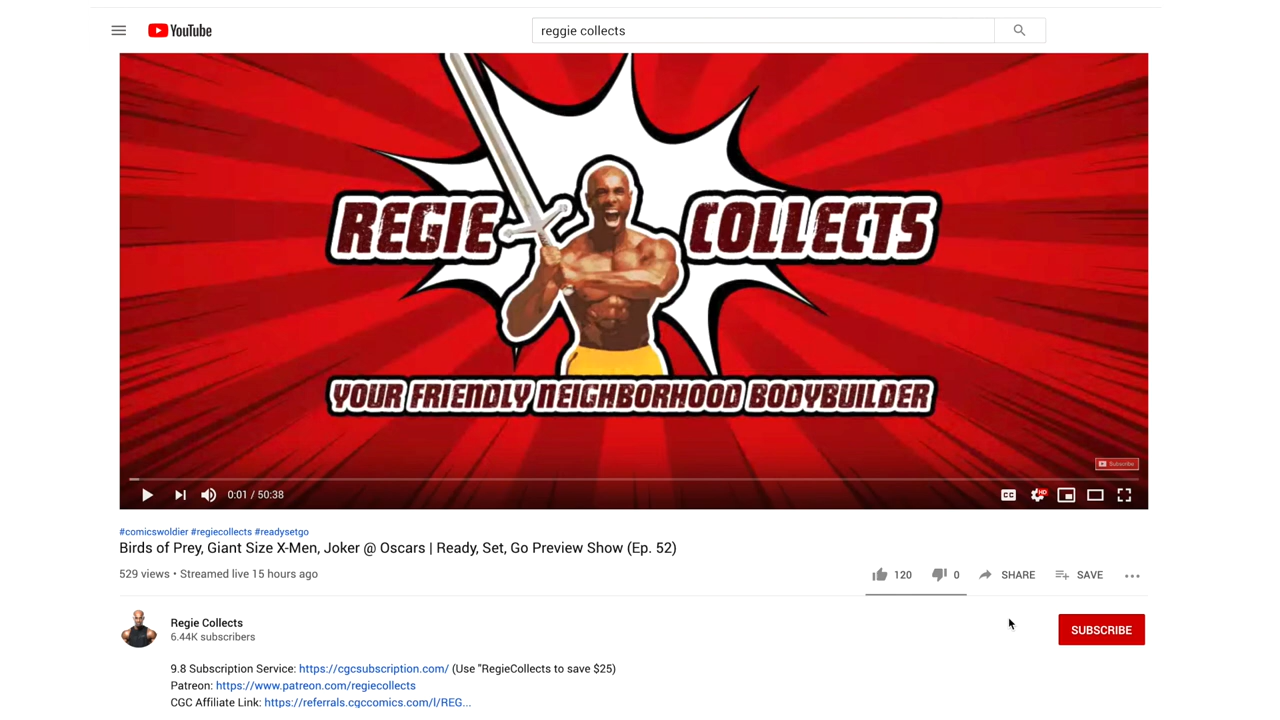 YouTube
reggie collects
REGIE COLLECTS
YOUR FRIENDLY NEIGHBORHOOD BODYBUILDER
Subscribe
0:01 / 50:38
CC
HD
#comicswoldier #regiecollects #readysetgo
Birds of Prey, Giant Size X-Men, Joker @ Oscars | Ready, Set, Go Preview Show (Ep. 52)
529 views • Streamed live 15 hours ago
120
0
SHARE
SAVE
Regie Collects
6.44K subscribers
SUBSCRIBE
9.8 Subscription Service: https://cgcsubscription.com/ (Use "RegieCollects to save $25)
Patreon: https://www.patreon.com/regiecollects
CGC Affiliate Link: https://referrals.cgccomics.com/l/REG...